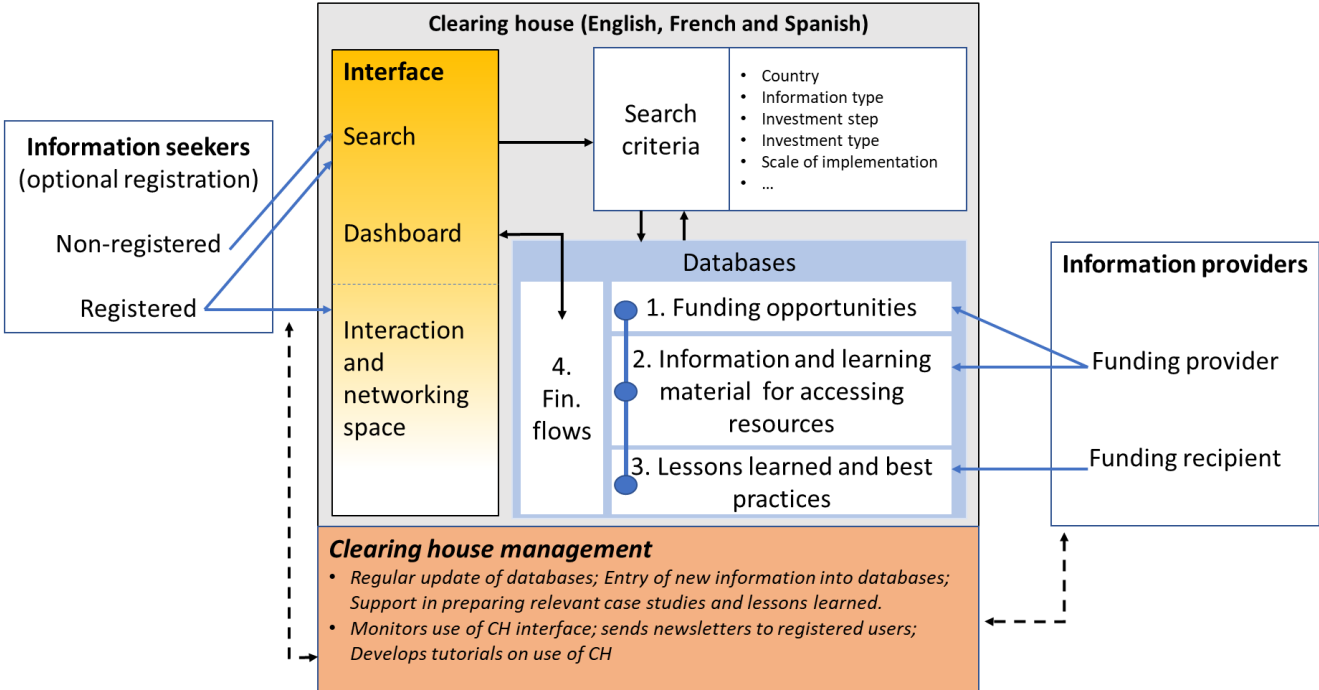 Clearing house (English, French and Spanish)
Information seekers
(optional registration)
Non-registered
Registered
Interface
Search
Dashboard
Interaction
and
networking
space
Search
criteria
• Country
• Information type
• Investment step
• Investment type
• Scale of implementation
• ...
Databases
4.
Fin.
flows
1. Funding opportunities
2. Information and learning
material for accessing
resources
3. Lessons learned and best
practices
Information providers
Funding provider
Funding recipient
Clearing house management
• Regular update of databases; Entry of new information into databases;
Support in preparing relevant case studies and lessons learned.
• Monitors use of CH interface; sends newsletters to registered users;
Develops tutorials on use of CH